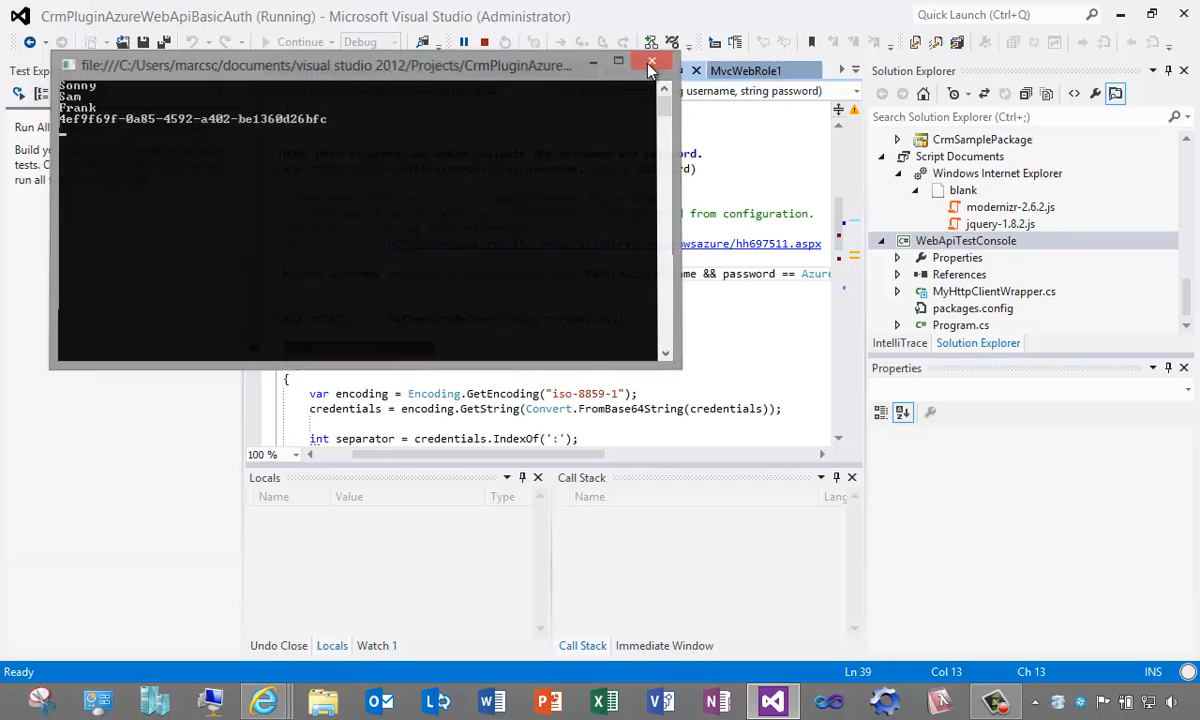 CrmPluginAzureWebApiBasicAuth (Running) - Microsoft Visual Studio (Administrator)
Quick Launch (Ctrl+Q)
Continue
Debug
file:///C:/Users/marcsc/documents/visual studio 2012/Projects/CrmPluginAzure...
Test Exp
Run All
Build y
tests. C
run all
Sonny
Sam
Frank
4ef9f69f-0a85-4592-a402-be1360d26bfc
MvcWebRole1
username, string password)
from configuration.
owsazure/hh697511.aspx
me && password == Azure
{
var encoding = Encoding.GetEncoding("iso-8859-1");
credentials = encoding.GetString(Convert.FromBase64String(credentials));
int separator = credentials.IndexOf(':');
100 %
Solution Explorer
Search Solution Explorer (Ctrl+;)
CrmSamplePackage
Script Documents
Windows Internet Explorer
blank
modernizr-2.6.2.js
jquery-1.8.2.js
WebApiTestConsole
Properties
References
MyHttpClientWrapper.cs
packages.config
Program.cs
IntelliTrace
Solution Explorer
Properties
Locals
Name
Value
Type
Call Stack
Name
Lang
Undo Close
Locals
Watch 1
Call Stack
Immediate Window
Ready
Ln 39
Col 13
Ch 13
INS